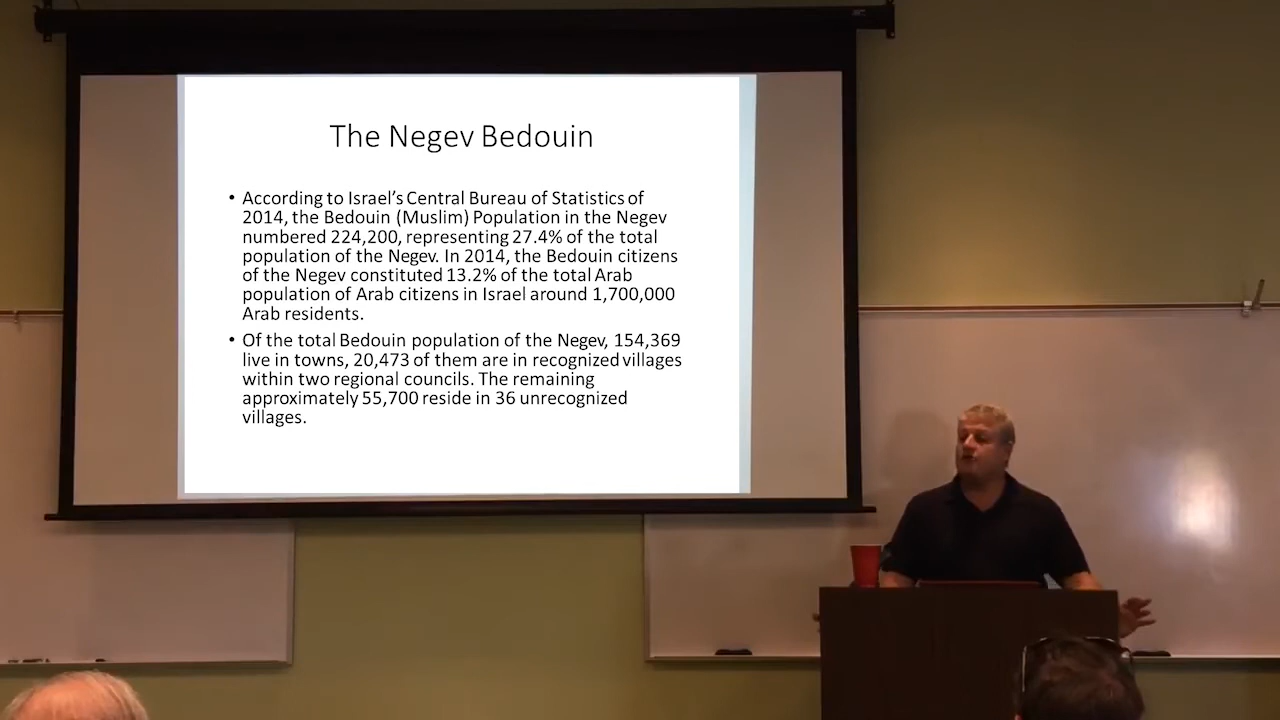 The Negev Bedouin
• According to Israel's Central Bureau of Statistics of
2014, the Bedouin (Muslim) Population in the Negev
numbered 224,200, representing 27.4% of the total
population of the Negev. In 2014, the Bedouin citizens
of the Negev constituted 13.2% of the total Arab
population of Arab citizens in Israel around 1,700,000
Arab residents.
• Of the total Bedouin population of the Negev, 154,369
live in towns, 20,473 of them are in recognized villages
within two regional councils. The remaining
approximately 55,700 reside in 36 unrecognized
villages.